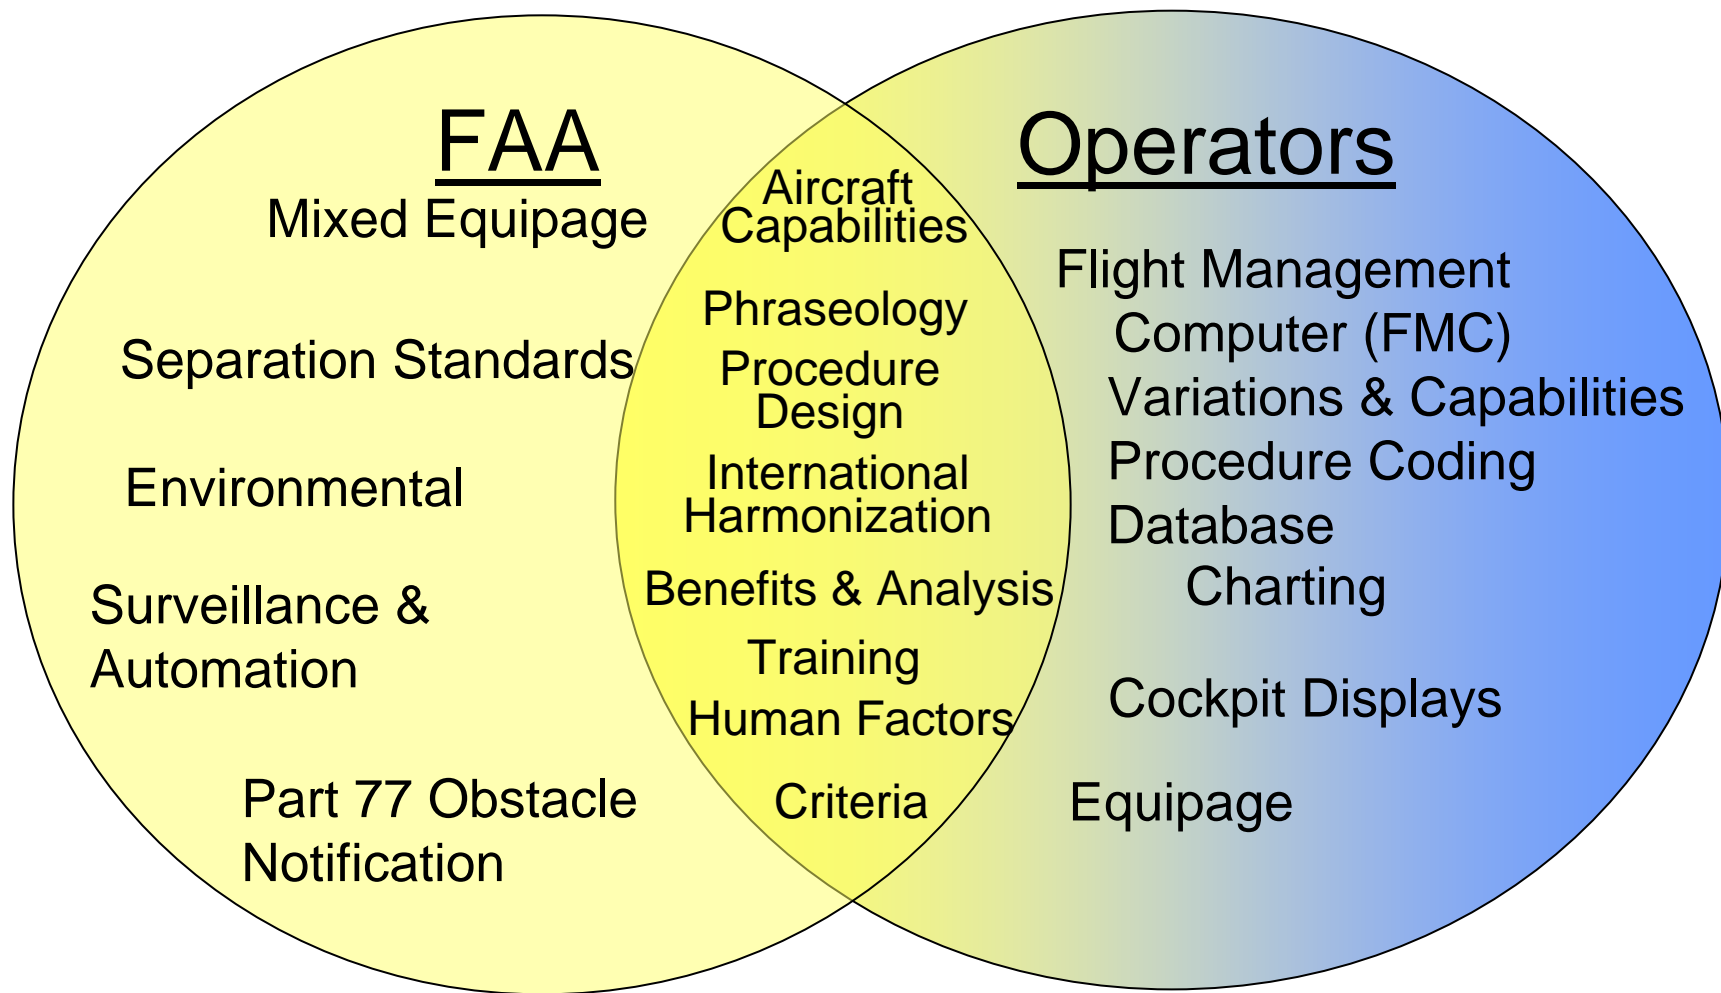 FAA
Mixed Equipage
Separation Standards
Environmental
Surveillance &
Automation
Part 77 Obstacle
Notification
Aircraft
Capabilities
Phraseology
Procedure
Design
International
Harmonization
Benefits & Analysis
Training
Human Factors
Criteria
Operators
Flight Management
Computer (FMC)
Variations & Capabilities
Procedure Coding
Database
Charting
Cockpit Displays
Equipage